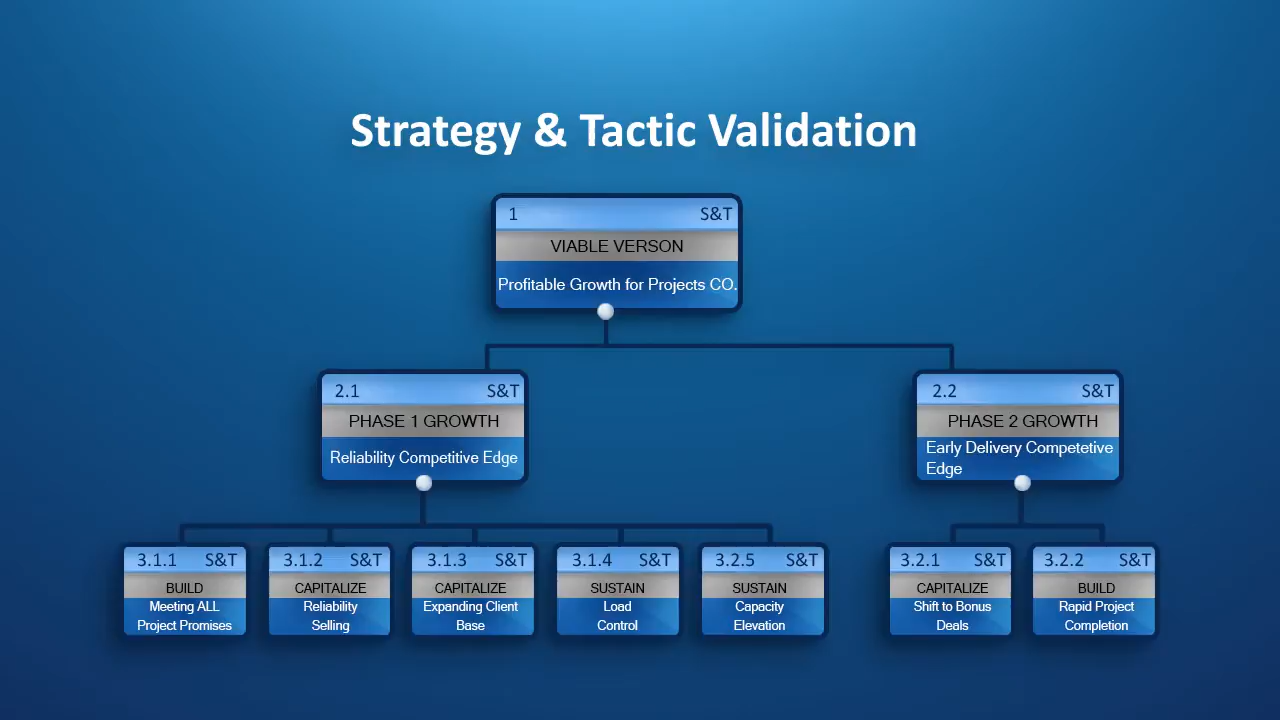 Strategy & Tactic Validation
1 S&T
VIABLE VERSON
Profitable Growth for Projects CO.
2.1 S&T
PHASE 1 GROWTH
Reliability Competitive Edge
2.2 S&T
PHASE 2 GROWTH
Early Delivery Competetive
Edge
3.1.1 S&T
BUILD
Meeting ALL
Project Promises
3.1.2 S&T
CAPITALIZE
Reliability
Selling
3.1.3 S&T
CAPITALIZE
Expanding Client
Base
3.1.4 S&T
SUSTAIN
Load
Control
3.2.5 S&T
SUSTAIN
Capacity
Elevation
3.2.1 S&T
CAPITALIZE
Shift to Bonus
Deals
3.2.2 S&T
BUILD
Rapid Project
Completion